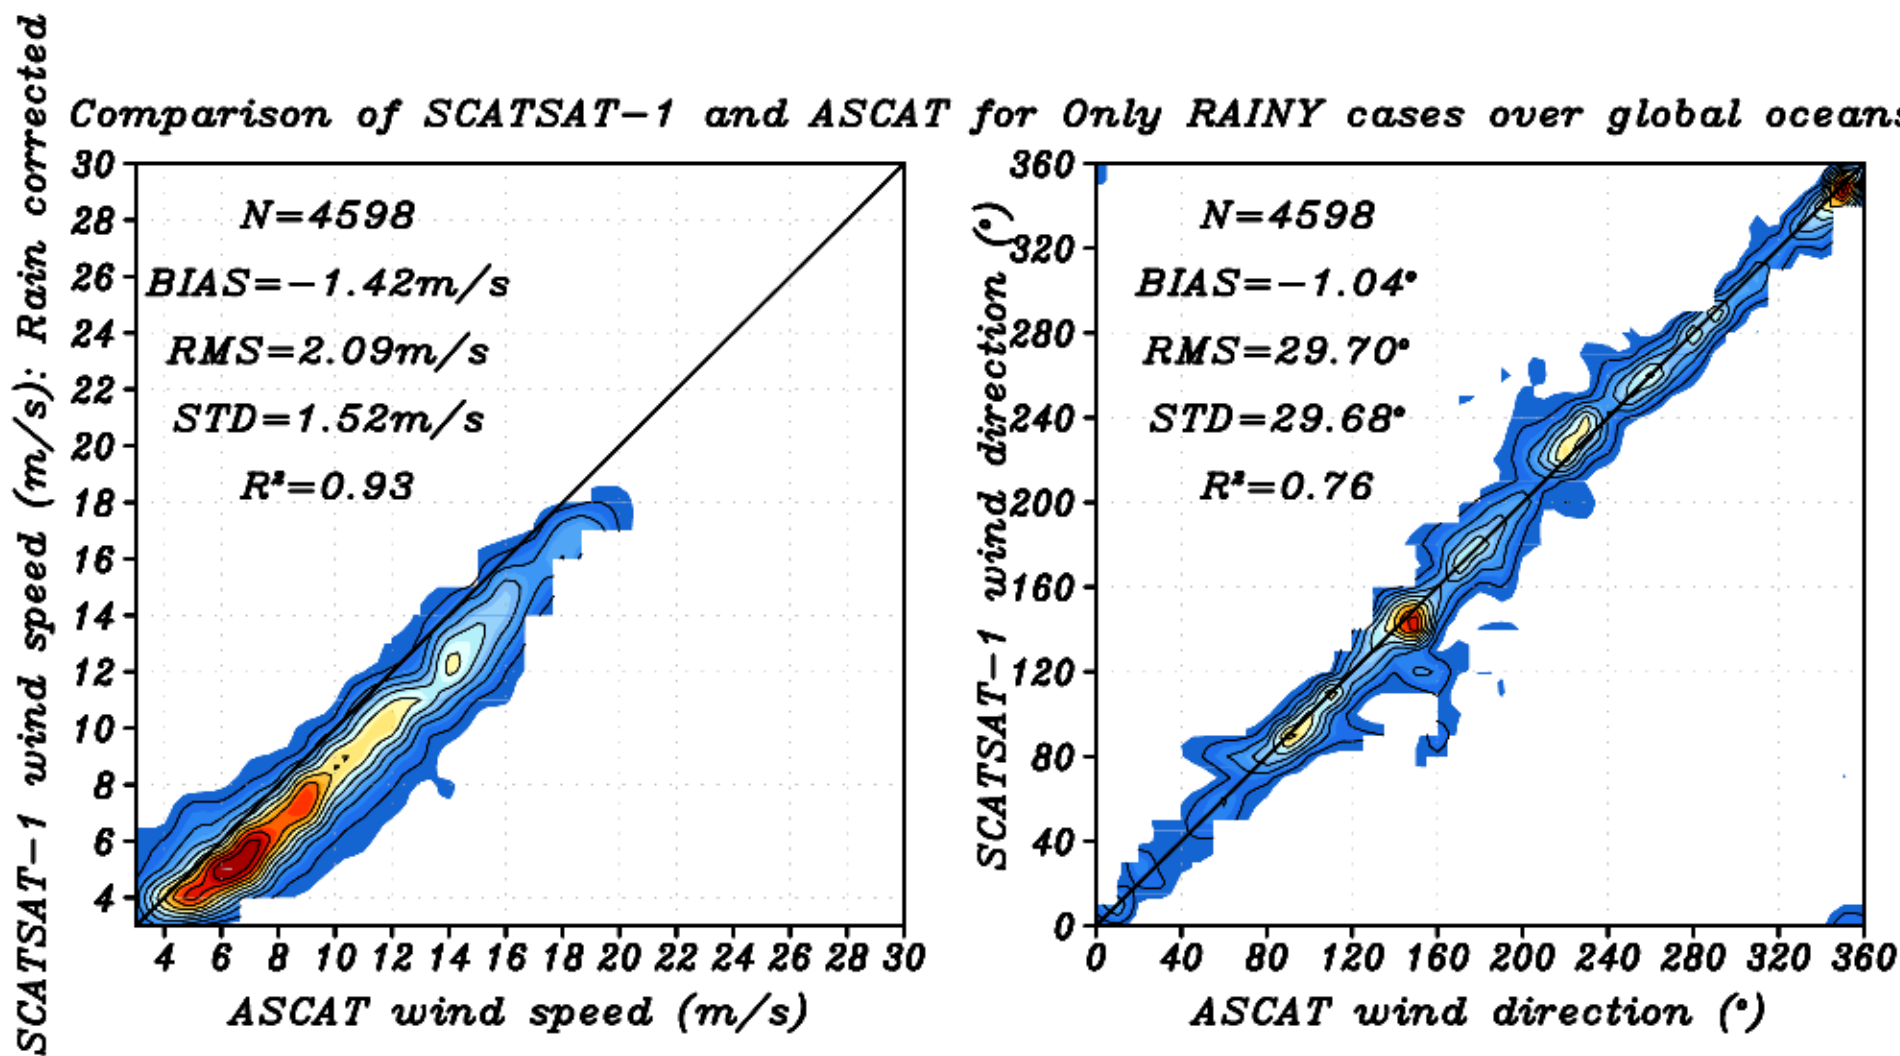 Comparison of SCATSAT-1 and ASCAT for Only RAINY cases over global oceans
SCATSAT-1 wind speed (m/s): Rain corrected
30
28
26
24
22
20
18
16
14
12
10
8
6
4
N=4598
BIAS=-1.42m/s
RMS=2.09m/s
STD=1.52m/s
R²=0.93
4 6 8 10 12 14 16 18 20 22 24 26 28 30
ASCAT wind speed (m/s)
SCATSAT-1 wind direction (°)
360
320
280
240
200
160
120
80
40
0
N=4598
BIAS=-1.04°
RMS=29.70°
STD=29.68°
R²=0.76
0 40 80 120 160 200 240 280 320 360
ASCAT wind direction (°)